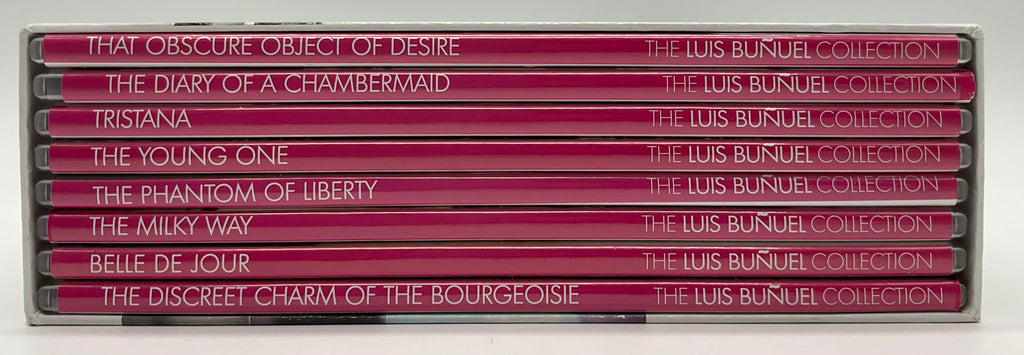 THAT OBSCURE OBJECT OF DESIRE THE LUIS BUÑUEL COLLECTION
THE DIARY OF A CHAMBERMAID THE LUIS BUÑUEL COLLECTION
TRISTANA THE LUIS BUÑUEL COLLECTION
THE YOUNG ONE THE LUIS BUÑUEL COLLECTION
THE PHANTOM OF LIBERTY THE LUIS BUÑUEL COLLECTION
THE MILKY WAY THE LUIS BUÑUEL COLLECTION
BELLE DE JOUR THE LUIS BUÑUEL COLLECTION
THE DISCREET CHARM OF THE BOURGEOISIE THE LUIS BUÑUEL COLLECTION